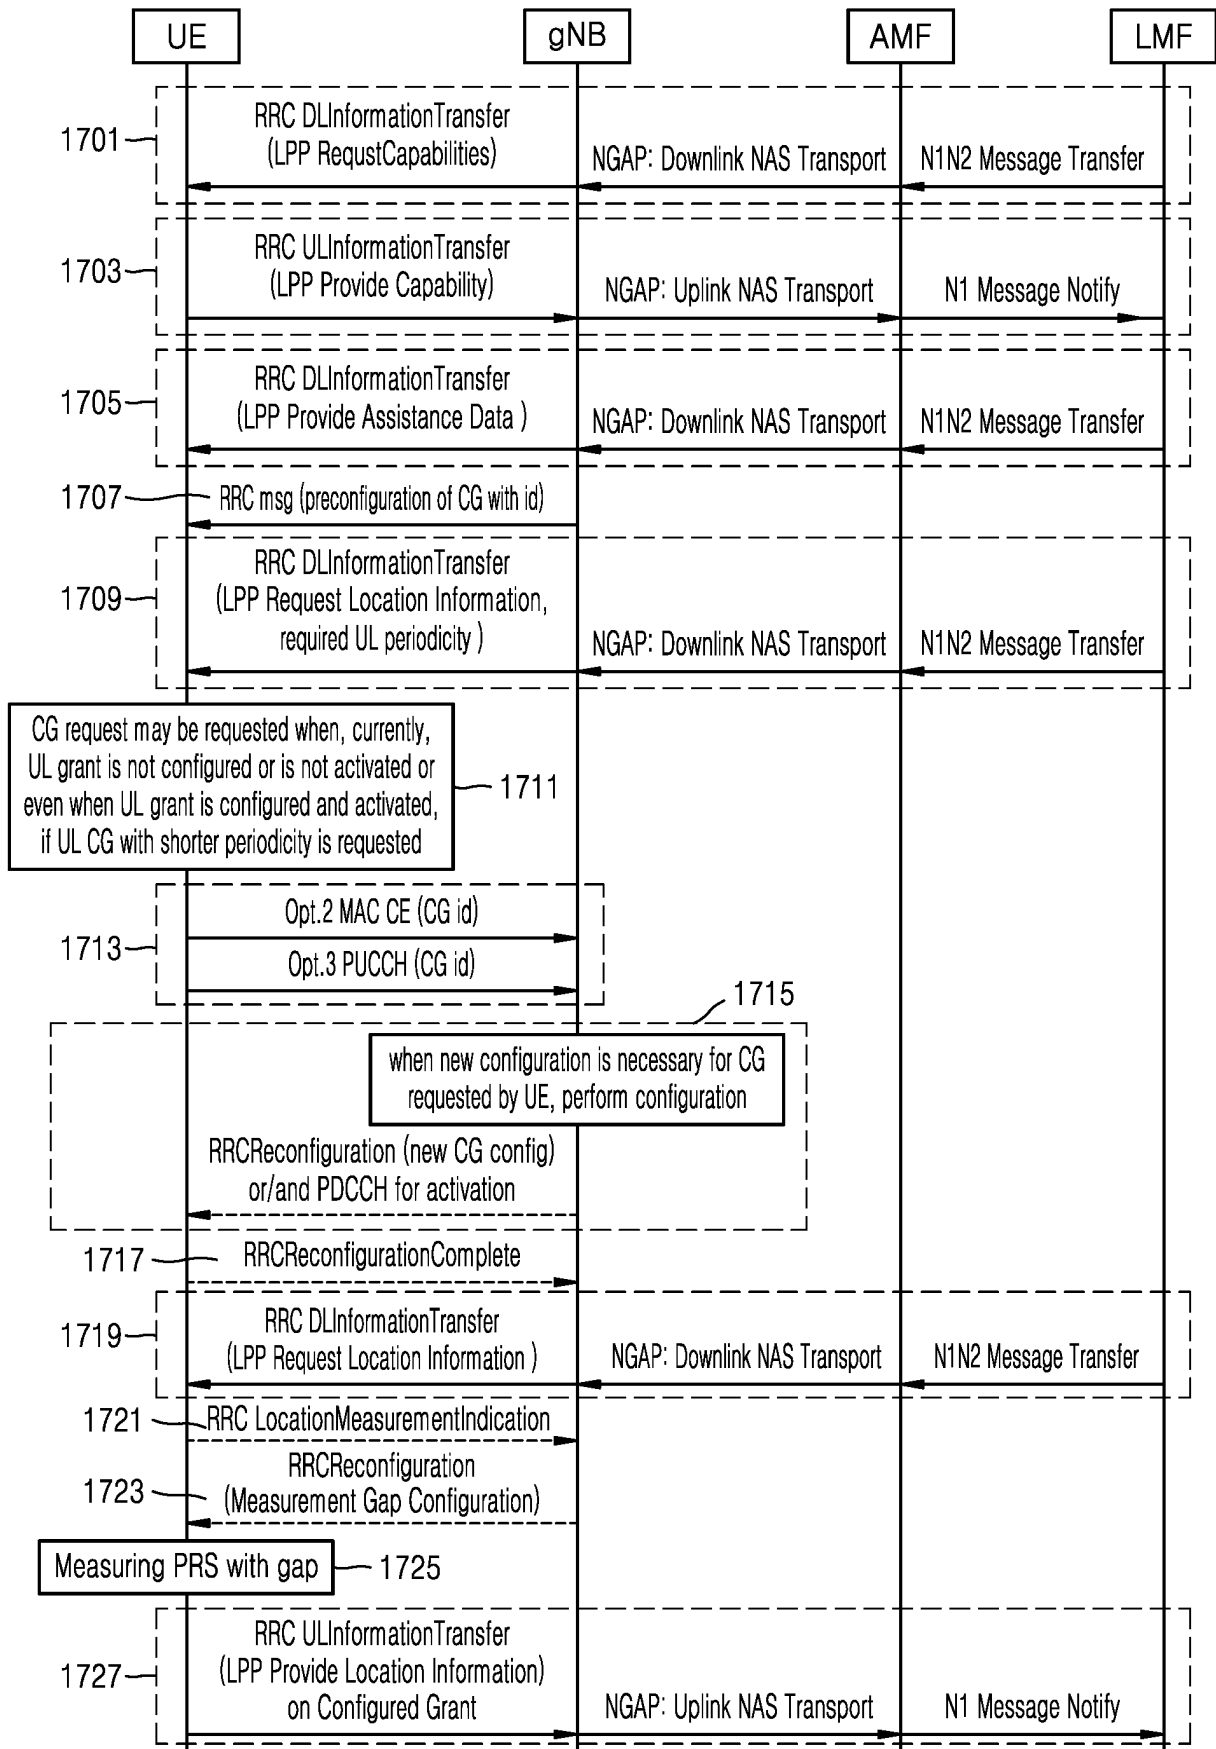 UE
gNB
AMF
LMF
1701
RRC DLInformationTransfer
(LPP RequstCapabilities)
NGAP: Downlink NAS Transport
N1N2 Message Transfer
1703
RRC ULInformationTransfer
(LPP Provide Capability)
NGAP: Uplink NAS Transport
N1 Message Notify
1705
RRC DLInformationTransfer
(LPP Provide Assistance Data )
NGAP: Downlink NAS Transport
N1N2 Message Transfer
1707
RRC msg (preconfiguration of CG with id)
1709
RRC DLInformationTransfer
(LPP Request Location Information,
required UL periodicity )
NGAP: Downlink NAS Transport
N1N2 Message Transfer
CG request may be requested when, currently,
UL grant is not configured or is not activated or
even when UL grant is configured and activated,
if UL CG with shorter periodicity is requested
1711
1713
Opt.2 MAC CE (CG id)
Opt.3 PUCCH (CG id)
1715
when new configuration is necessary for CG
requested by UE, perform configuration
RRCReconfiguration (new CG config)
or/and PDCCH for activation
1717
RRCReconfigurationComplete
1719
RRC DLInformationTransfer
(LPP Request Location Information )
NGAP: Downlink NAS Transport
N1N2 Message Transfer
1721
RRC LocationMeasurementIndication
1723
RRCReconfiguration
(Measurement Gap Configuration)
Measuring PRS with gap
1725
1727
RRC ULInformationTransfer
(LPP Provide Location Information)
on Configured Grant
NGAP: Uplink NAS Transport
N1 Message Notify